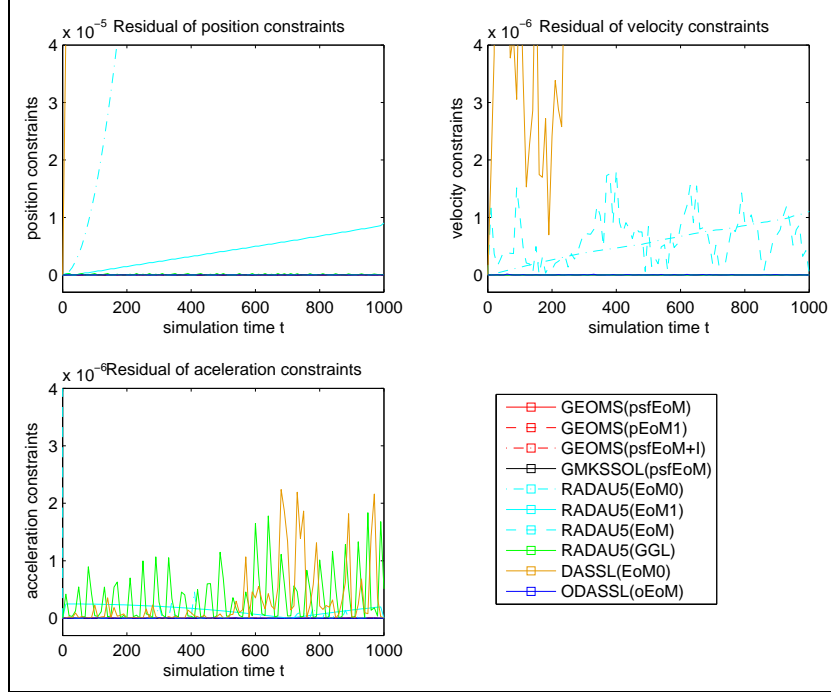 x 10^-5 Residual of position constraints
4
3
2
1
0
position constraints
0 200 400 600 800 1000
simulation time t
x 10^-6 Residual of velocity constraints
4
3
2
1
0
velocity constraints
0 200 400 600 800 1000
simulation time t
x 10^-6 Residual of aceleration constraints
4
3
2
1
0
acceleration constraints
0 200 400 600 800 1000
simulation time t
GEOMS(psfEoM)
GEOMS(pEoM1)
GEOMS(psfEoM+I)
GMKSSOL(psfEoM)
RADAU5(EoM0)
RADAU5(EoM1)
RADAU5(EoM)
RADAU5(GGL)
DASSL(EoM0)
ODASSL(oEoM)